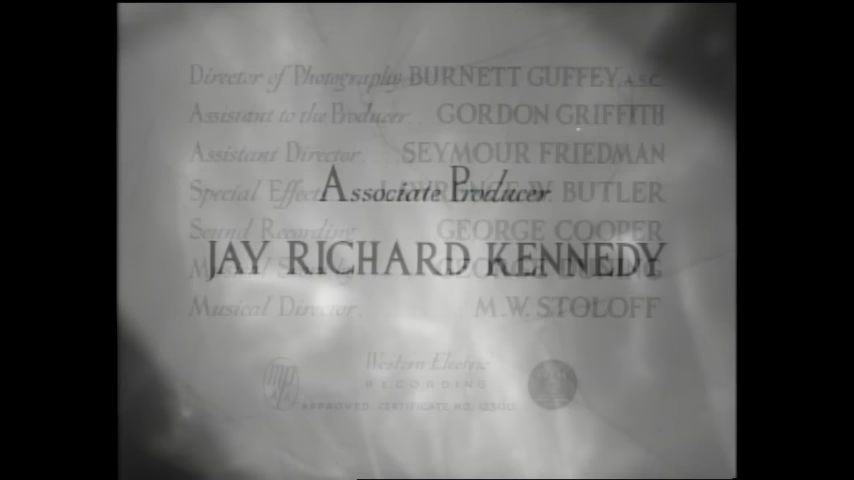 Director of Photography BURNETT GUFFEY, A.S.C.
Assistant to the Producer GORDON GRIFFITH
Assistant Director SEYMOUR FRIEDMAN
Associate Producer
Special W. BUTLER
Sound Recording GEORGE COOPER
JAY RICHARD KENNEDY
GEORGE
Musical Director M.W. STOLOFF
Western Electric
RECORDING
APPROVED CERTIFICATE NO.